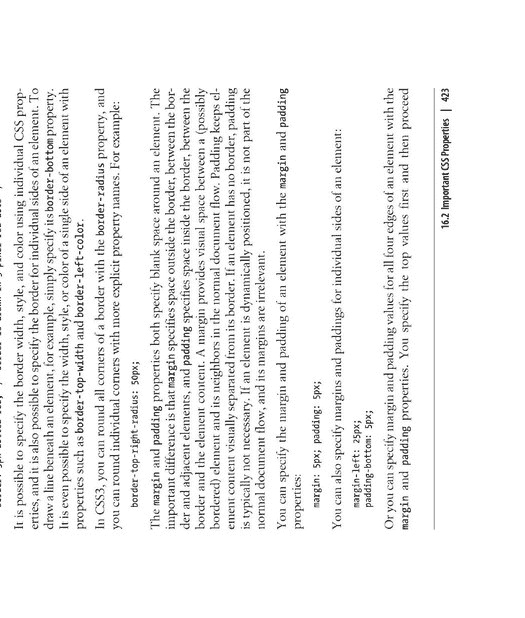 It is possible to specify the border width, style, and color using individual CSS prop-
erties, and it is also possible to specify the border for individual sides of an element. To
draw a line beneath an element, for example, simply specify its border-bottom property.
It is even possible to specify the width, style, or color of a single side of an element with
properties such as border-top-width and border-left-color.
In CSS3, you can round all corners of a border with the border-radius property, and
you can round individual corners with more explicit property names. For example:
border-top-right-radius: 50px;
The margin and padding properties both specify blank space around an element. The
important difference is that margin specifies space outside the border, between the bor-
der and adjacent elements, and padding specifies space inside the border, between the
border and the element content. A margin provides visual space between a (possibly
bordered) element and its neighbors in the normal document flow. Padding keeps el-
ement content visually separated from its border. If an element has no border, padding
is typically not necessary. If an element is dynamically positioned, it is not part of the
normal document flow, and its margins are irrelevant.
You can specify the margin and padding of an element with the margin and padding
properties:
margin: 5px; padding: 5px;
You can also specify margins and paddings for individual sides of an element:
margin-left: 25px;
padding-bottom: 5px;
Or you can specify margin and padding values for all four edges of an element with the
margin and padding properties. You specify the top values first and then proceed
16.2 Important CSS Properties | 423